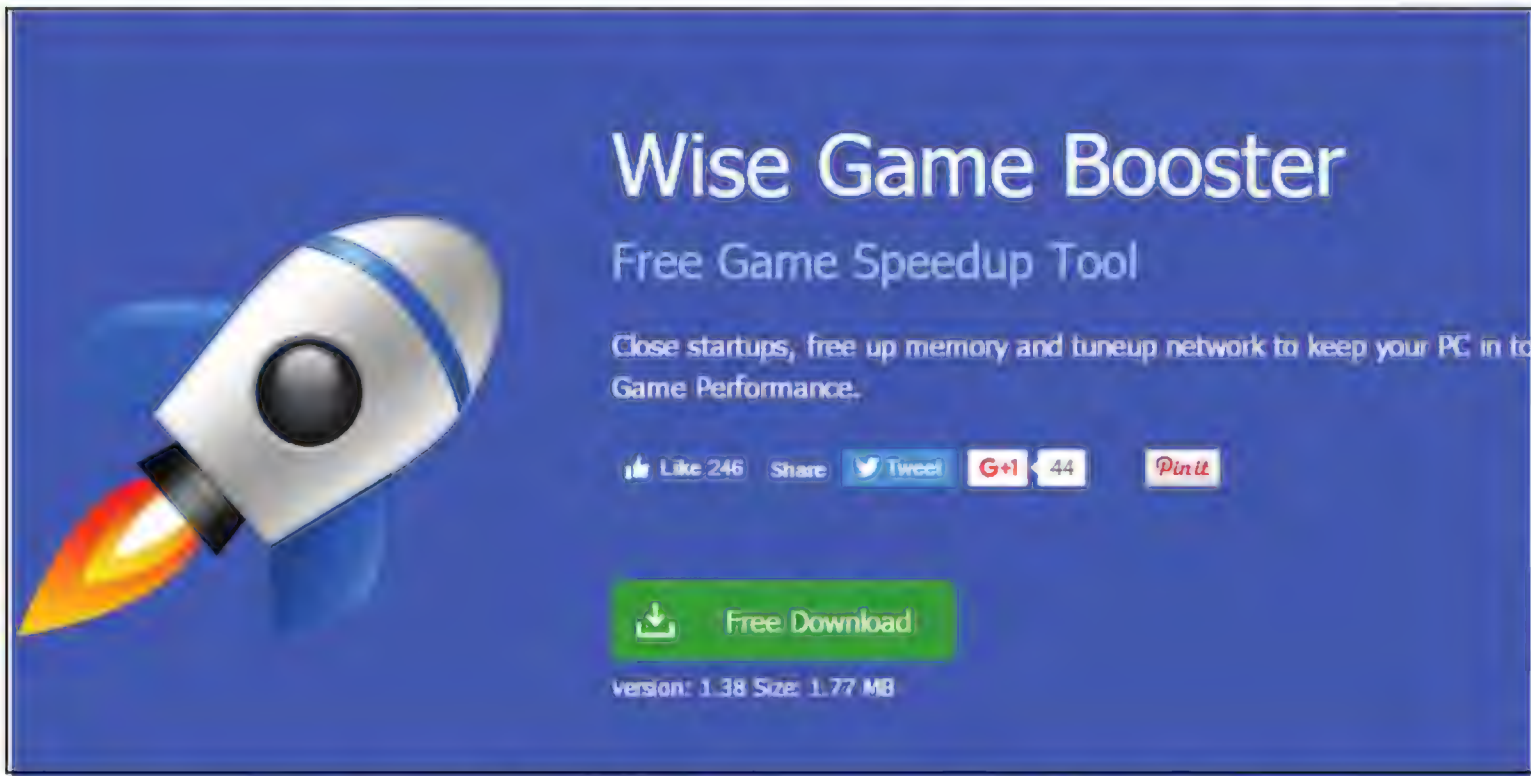 Wise Game Booster
Free Game Speedup Tool
Close startups, free up memory and tuneup network to keep your PC in to
Game Performance.
Like 246 Share Tweet G+1 44 Pin it
Free Download
version: 1.38 Size: 1.77 MB